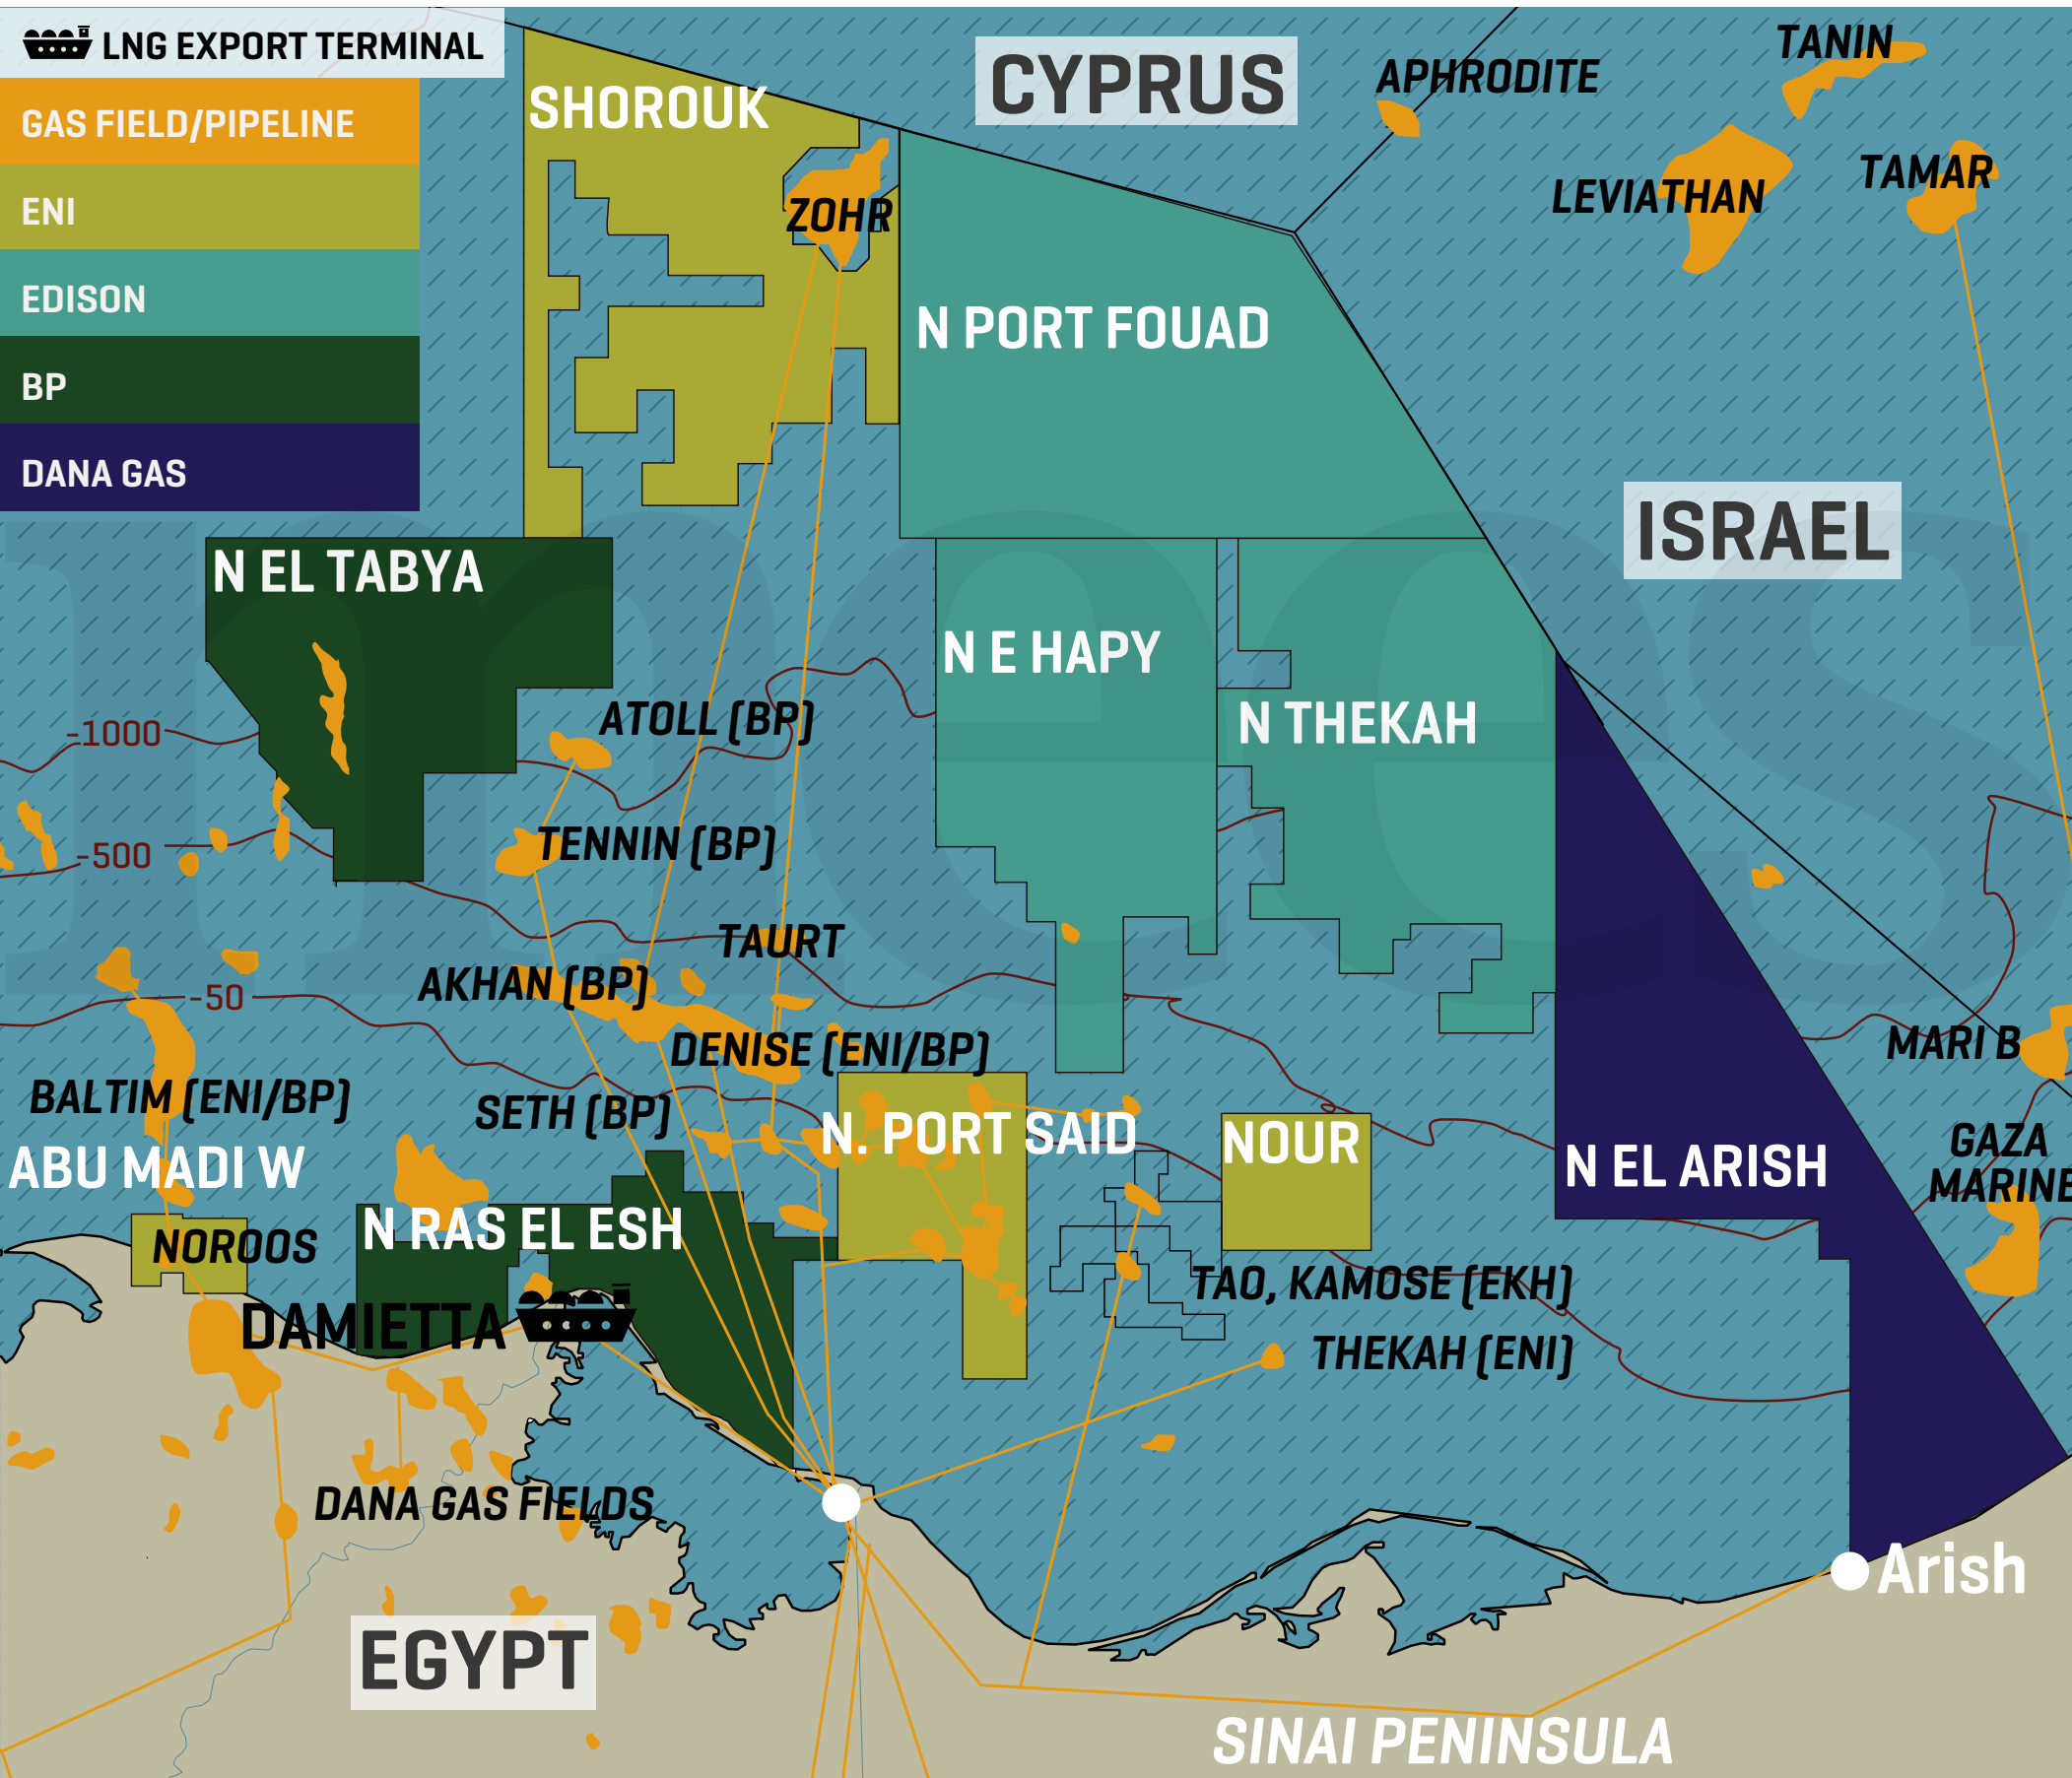 LNG EXPORT TERMINAL
GAS FIELD/PIPELINE
ENI
EDISON
BP
DANA GAS
SHOROUK
CYPRUS
APHRODITE
TANIN
LEVIATHAN
TAMAR
ZOHR
N PORT FOUAD
ISRAEL
N EL TABYA
N E HAPY
N THEKAH
ATOLL (BP)
-1000
TENNIN (BP)
-500
TAURT
AKHAN (BP)
-50
DENISE (ENI/BP)
MARI B
BALTIM (ENI/BP)
SETH (BP)
N. PORT SAID
NOUR
ABU MADI W
N EL ARISH
GAZA
MARINE
N RAS EL ESH
NOROOS
TAO, KAMOSE (EKH)
DAMIETTA
THEKAH (ENI)
DANA GAS FIELDS
Arish
EGYPT
SINAI PENINSULA
mees